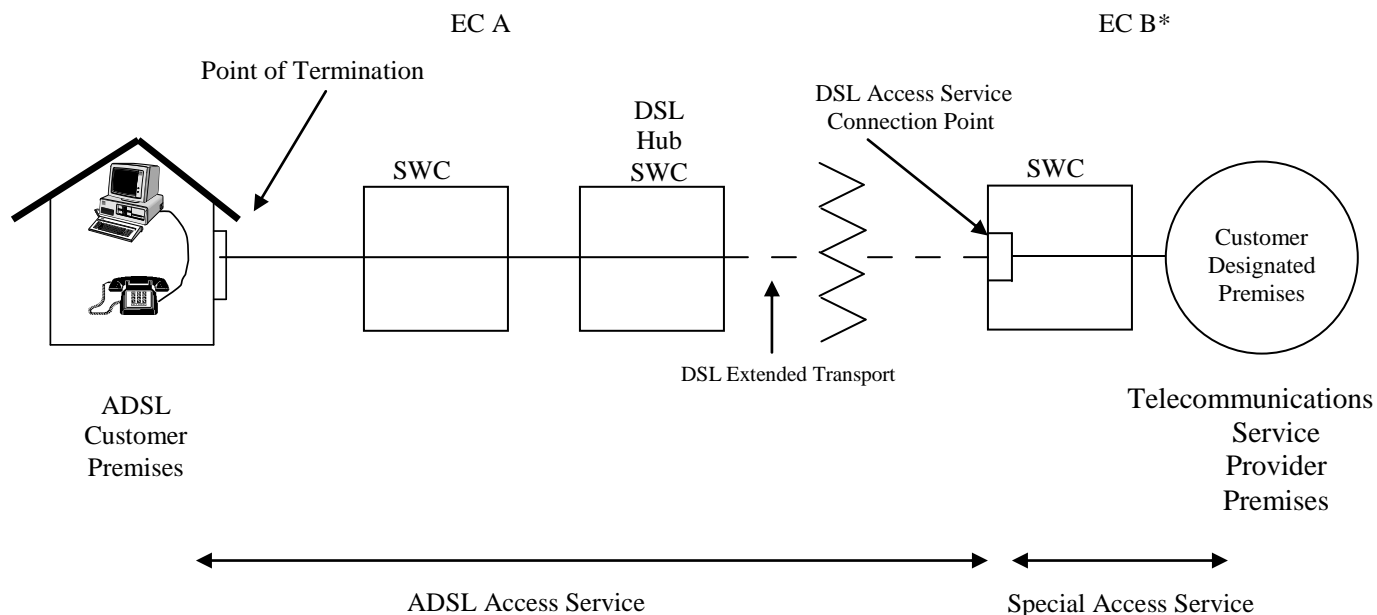 EC A
EC B*
Point of Termination
DSL Access Service
Connection Point
DSL
Hub
SWC
SWC
SWC
Customer
Designated
Premises
DSL Extended Transport
ADSL
Customer
Premises
Telecommunications
Service
Provider
Premises
ADSL Access Service
Special Access Service